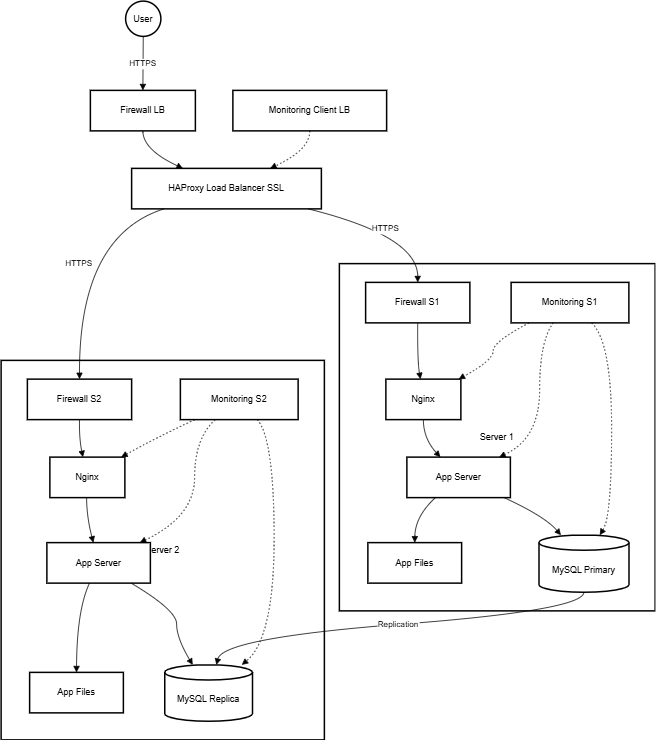 User
HTTPS
Firewall LB
Monitoring Client LB
HAProxy Load Balancer SSL
HTTPS
HTTPS
Firewall S1
Monitoring S1
Nginx
Server 1
App Server
App Files
MySQL Primary
Firewall S2
Monitoring S2
Nginx
erver 2
App Server
App Files
MySQL Replica
Replication